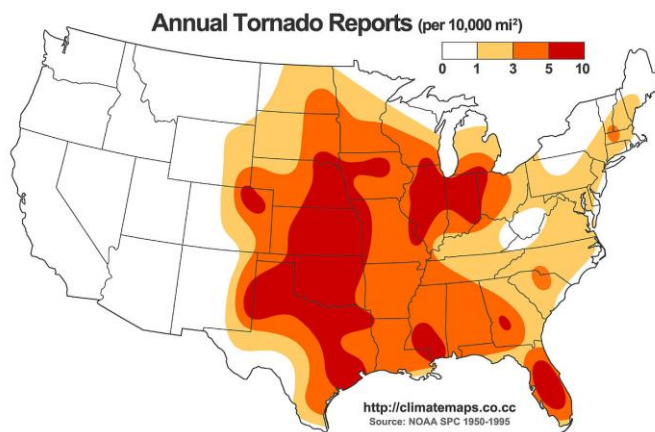 Annual Tornado Reports (per 10,000 mi²)
0 1 3 5 10
http://climatemaps.co.cc
Source: NOAA SPC 1950-1995